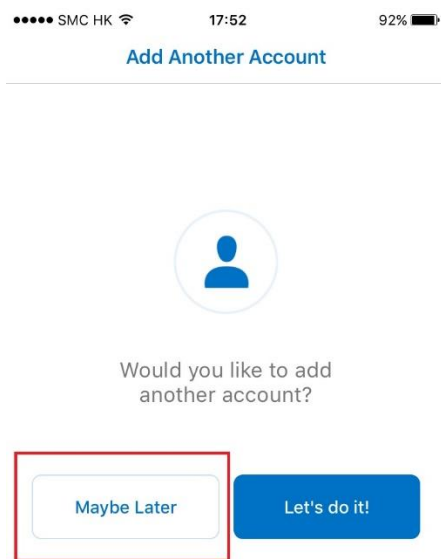 ●●●●● SMC HK 17:52 92%
Add Another Account
Would you like to add
another account?
Maybe Later Let's do it!